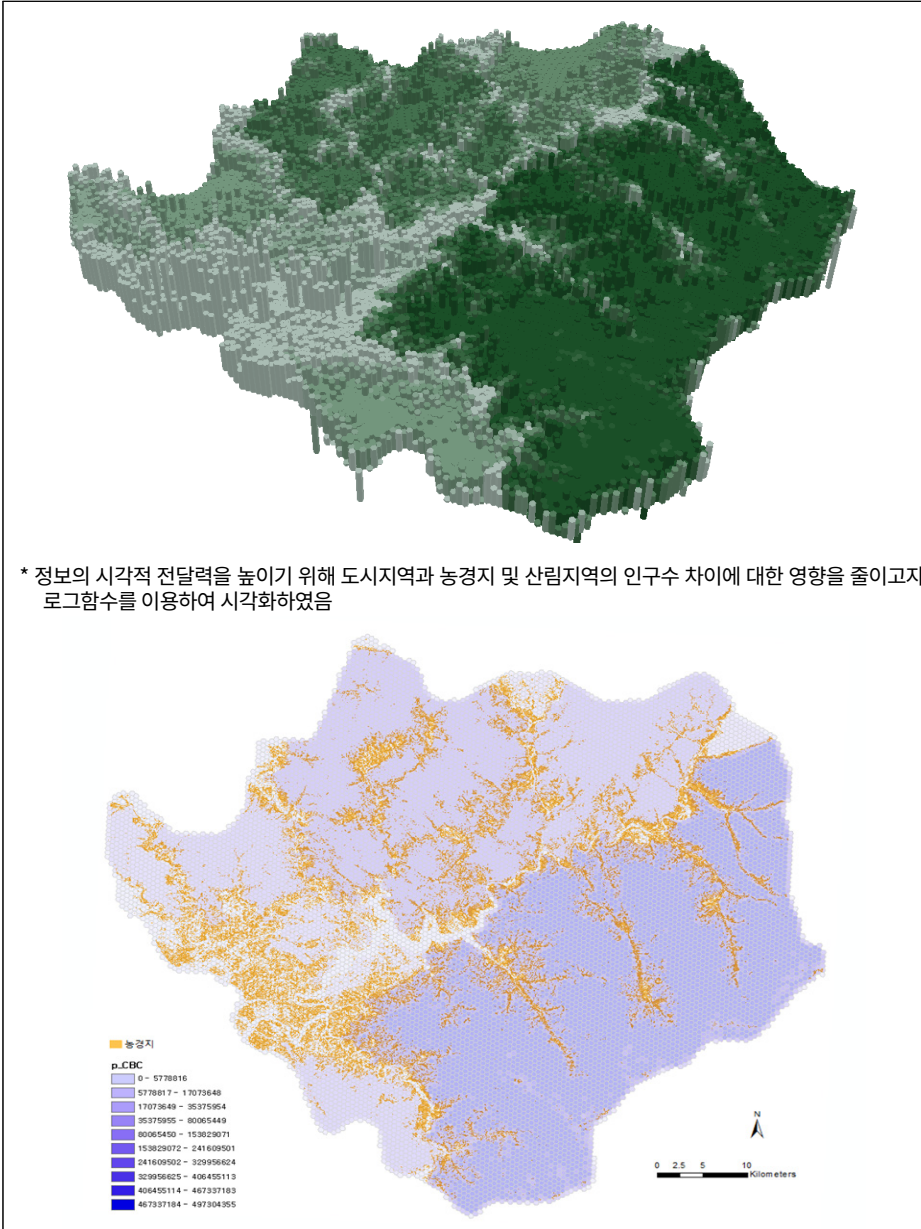 * 정보의 시각적 전달력을 높이기 위해 도시지역과 농경지 및 산림지역의 인구수 차이에 대한 영향을 줄이고자
로그함수를 이용하여 시각화하였음
농경지
p_CBC
0 - 5778816
5778817 - 17073648
17073649 - 35375954
35375955 - 80065449
80065450 - 153829071
153829072 - 241609501
241609502 - 329956624
329956625 - 406455113
406455114 - 467337183
467337184 - 497304355
N
0 2.5 5 10
Kilometers